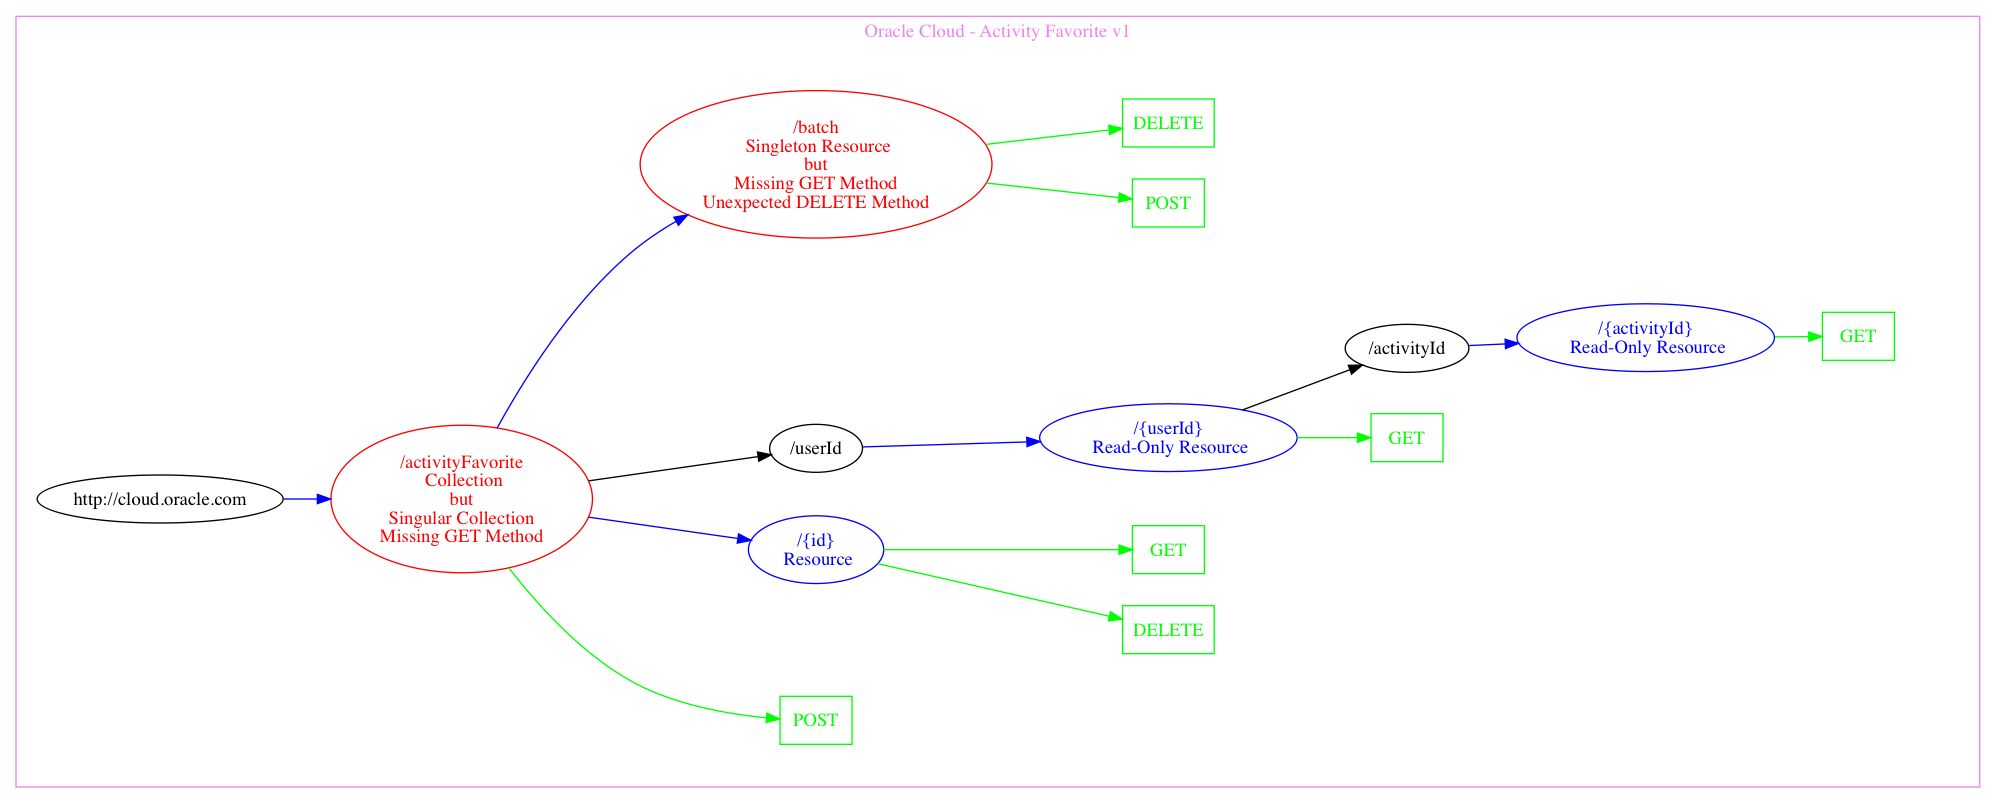 Oracle Cloud - Activity Favorite v1
/batch
Singleton Resource
but
Missing GET Method
Unexpected DELETE Method
DELETE
POST
/activityId
/{activityId}
Read-Only Resource
GET
/userId
/{userId}
Read-Only Resource
GET
http://cloud.oracle.com
/activityFavorite
Collection
but
Singular Collection
Missing GET Method
/{id}
Resource
GET
DELETE
POST